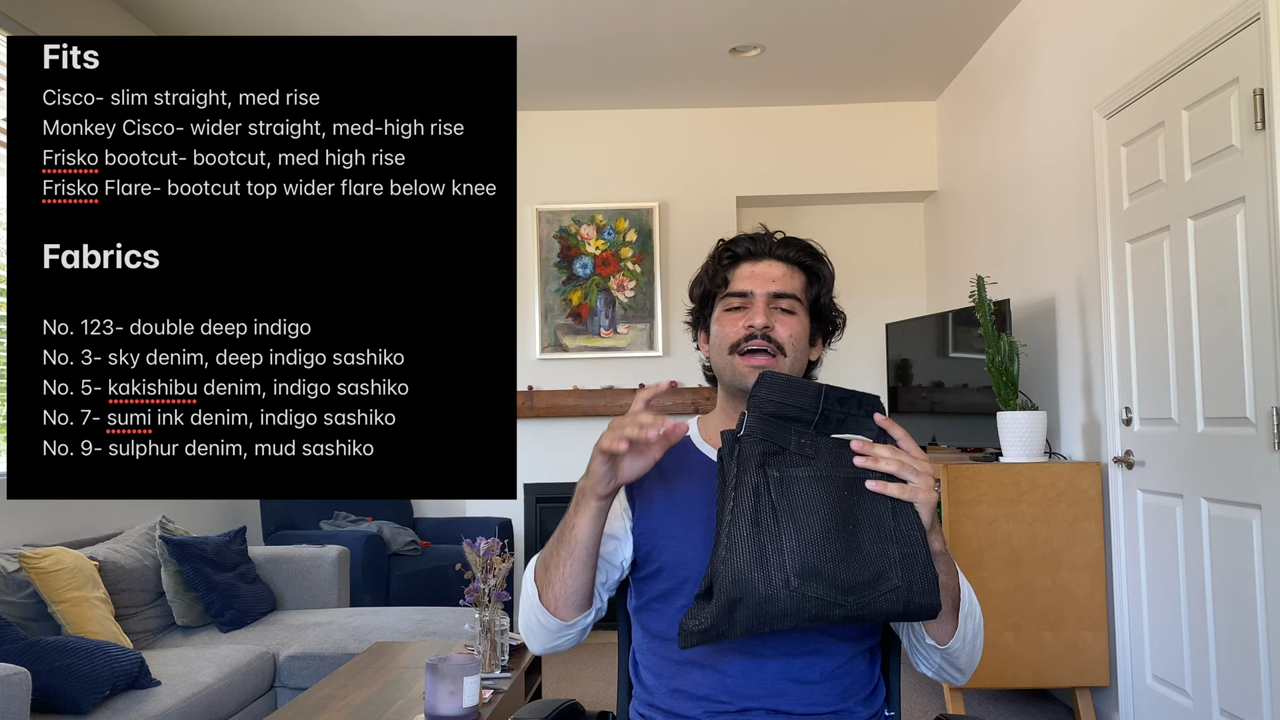 Fits
Cisco- slim straight, med rise
Monkey Cisco- wider straight, med-high rise
Frisko bootcut- bootcut, med high rise
Frisko Flare- bootcut top wider flare below knee
Fabrics
No. 123- double deep indigo
No. 3- sky denim, deep indigo sashiko
No. 5- kakishibu denim, indigo sashiko
No. 7- sumi ink denim, indigo sashiko
No. 9- sulphur denim, mud sashiko